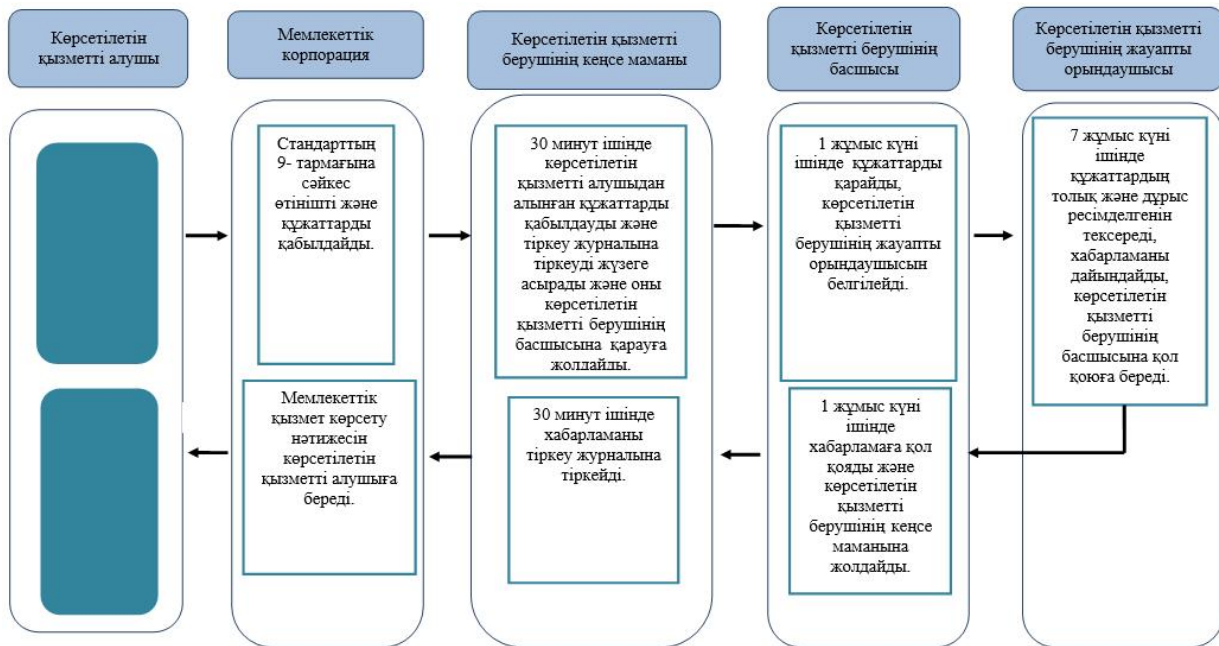 Көрсетілетін
қызметті алушы
Мемлекеттік
корпорация
Көрсетілетін қызметті
берушінің кеңсе маманы
Көрсетілетін
қызметті берушінің
басшысы
Көрсетілетін қызметті
берушінің жауапты
орындаушысы
Стандарттың
9- тармағына
сәйкес
өтінішті және
құжаттарды
қабылдайды.
30 минут ішінде
көрсетілетін
қызметті алушыдан
алынған құжаттарды
қабылдауды және
тіркеу журналына
тіркеуді жүзеге
асырады және оны
көрсетілетін
қызметті берушінің
басшысына қарауға
жолдайды.
1 жұмыс күні
ішінде құжаттарды
қарайды,
көрсетілетін
қызметті
берушінің жауапты
орындаушысын
белгілейді.
7 жұмыс күні
ішінде
құжаттардың
толық және дұрыс
ресімделгенін
тексереді,
хабарламаны
дайындайды,
көрсетілетін
қызметті
берушінің
басшысына қол
қоюға береді.
Мемлекеттік
қызмет көрсету
нәтижесін
көрсетілетін
қызметті алушыға
береді.
30 минут ішінде
хабарламаны
тіркеу журналына
тіркейді.
1 жұмыс күні
ішінде
хабарламаға қол
қояды және
көрсетілетін
қызметті
берушінің кеңсе
маманына
жолдайды.